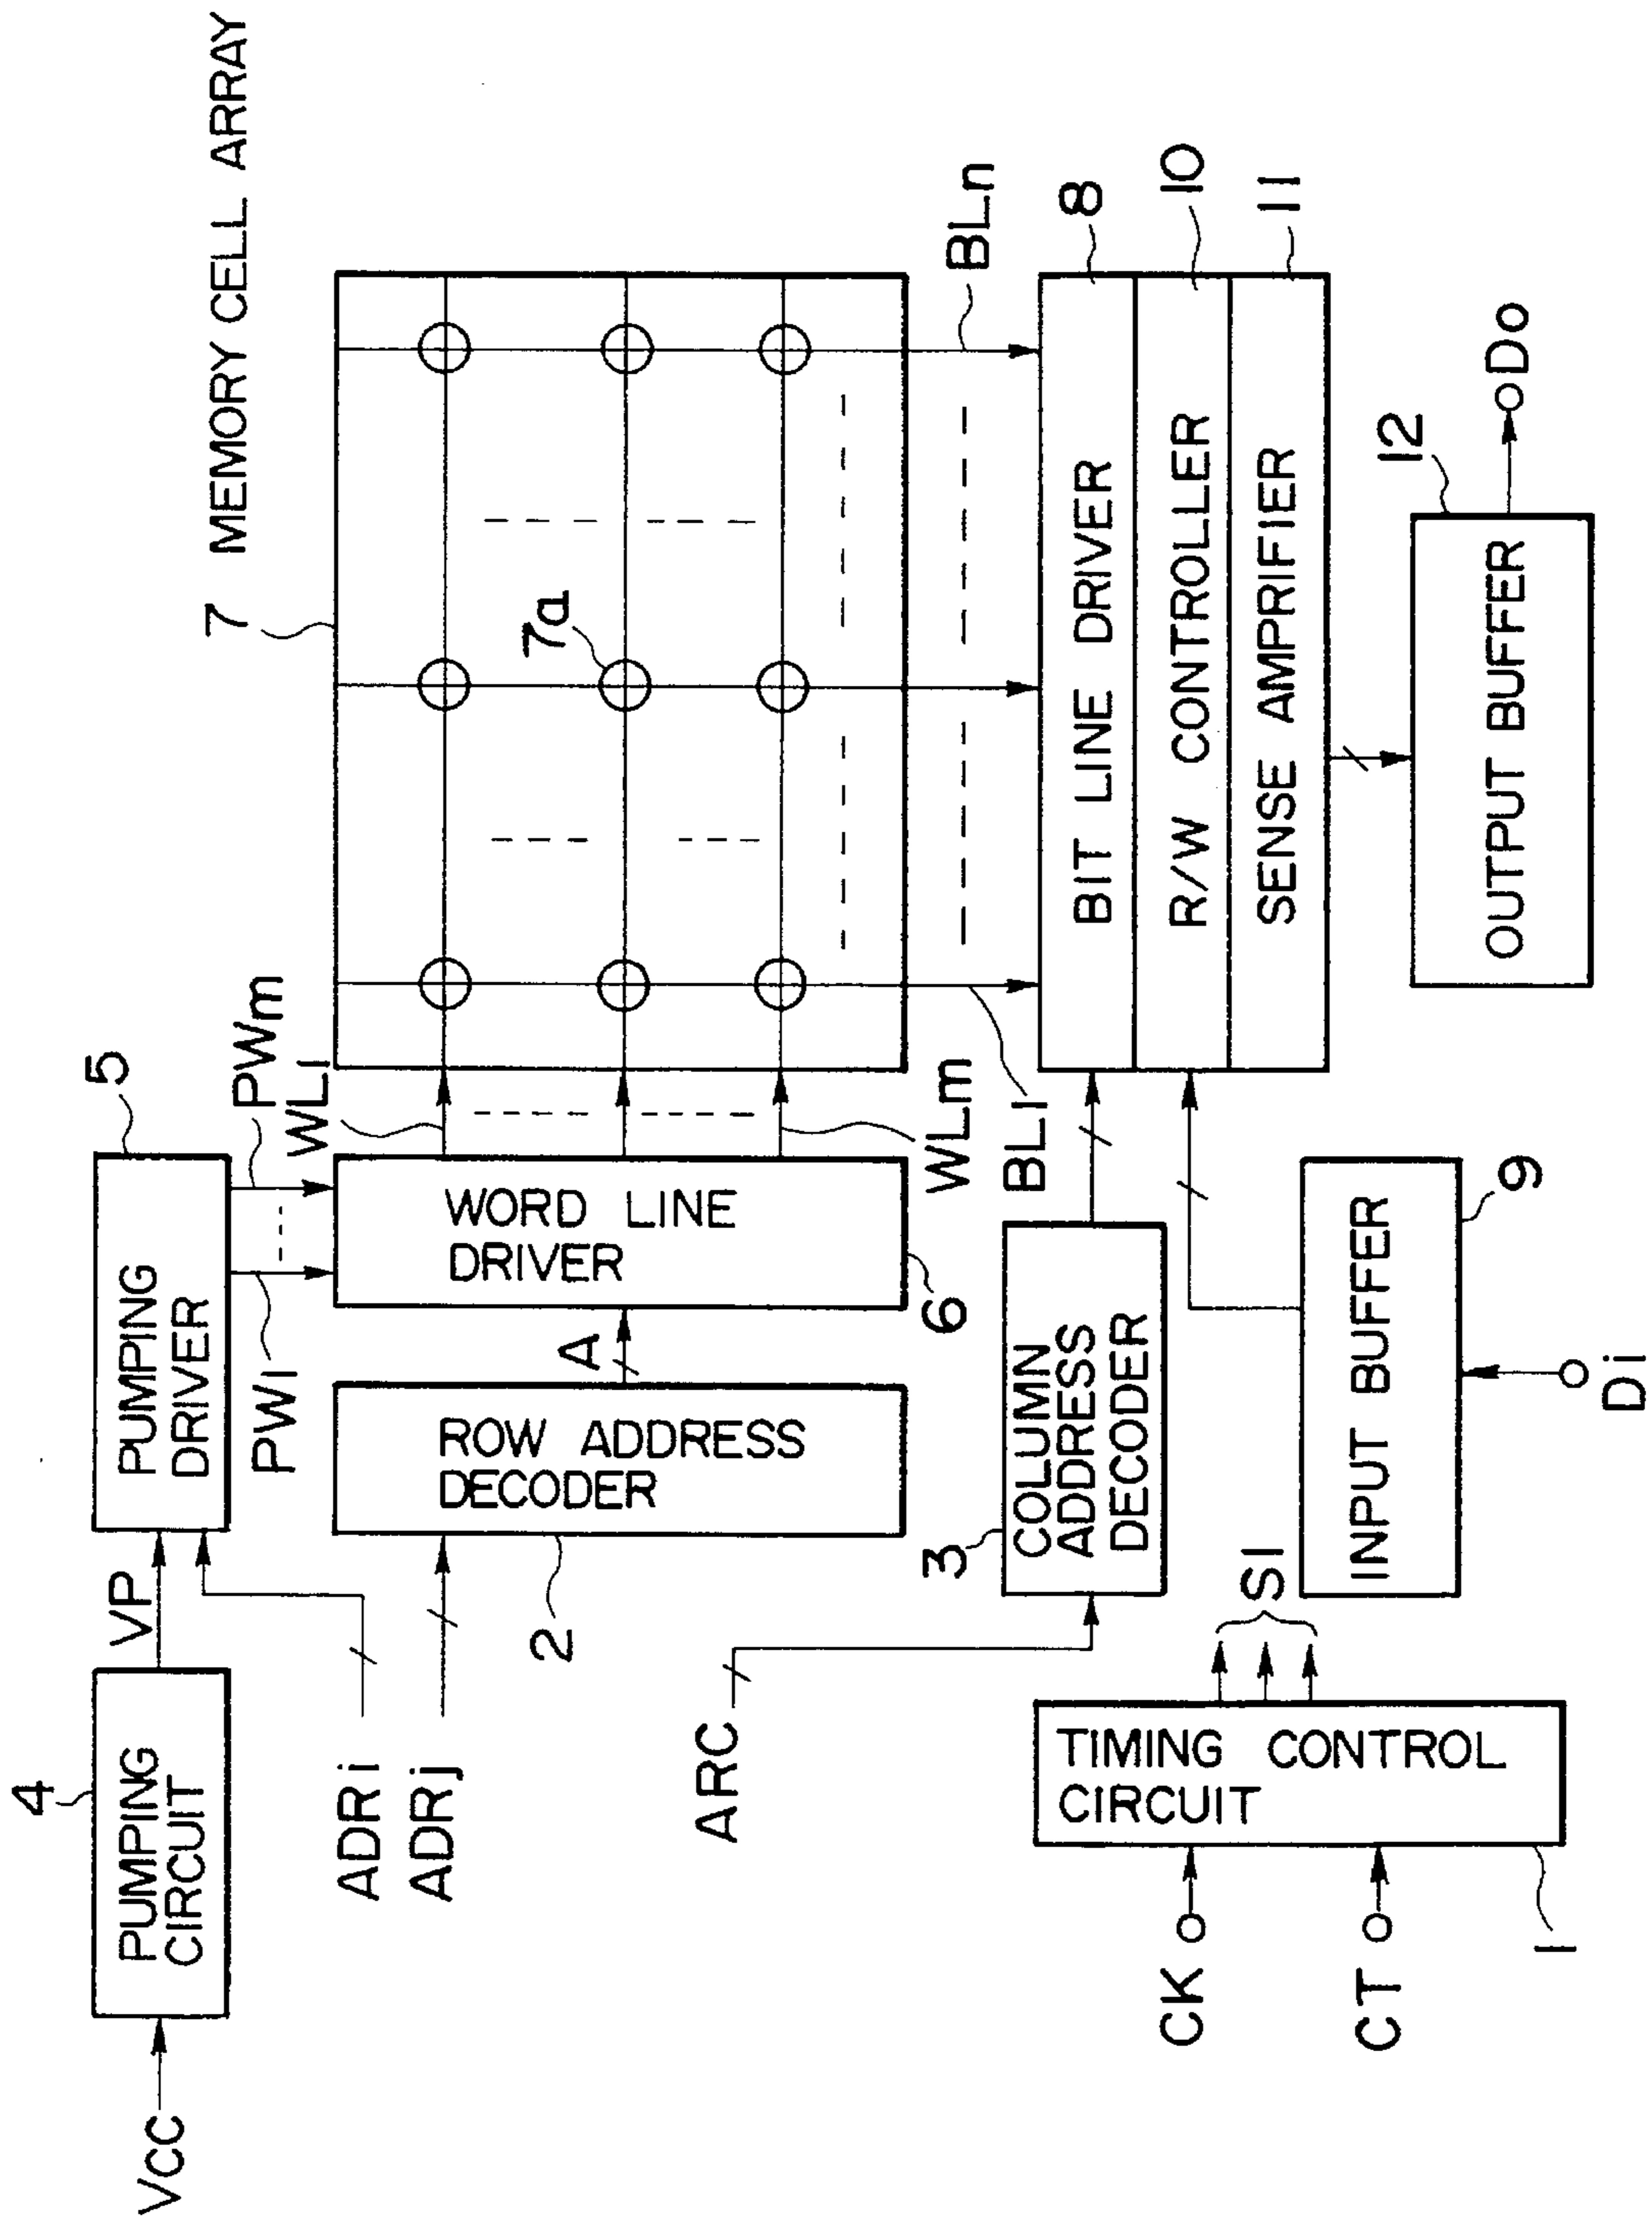 7 MEMORY CELL ARRAY
4
PUMPING
CIRCUIT
VCC
VP
5
PUMPING
DRIVER
PW1
PWm
WL1
ADRi
ADRj
2
ROW ADDRESS
DECODER
A
WORD LINE
DRIVER
6
7a
WLm
BL1
BLn
ARC
3
COLUMN
ADDRESS
DECODER
BIT LINE DRIVER
8
R/W CONTROLLER
10
SENSE AMPRIFIER
11
CK
CT
TIMING CONTROL
CIRCUIT
1
S1
INPUT BUFFER
9
Di
OUTPUT BUFFER
12
Do